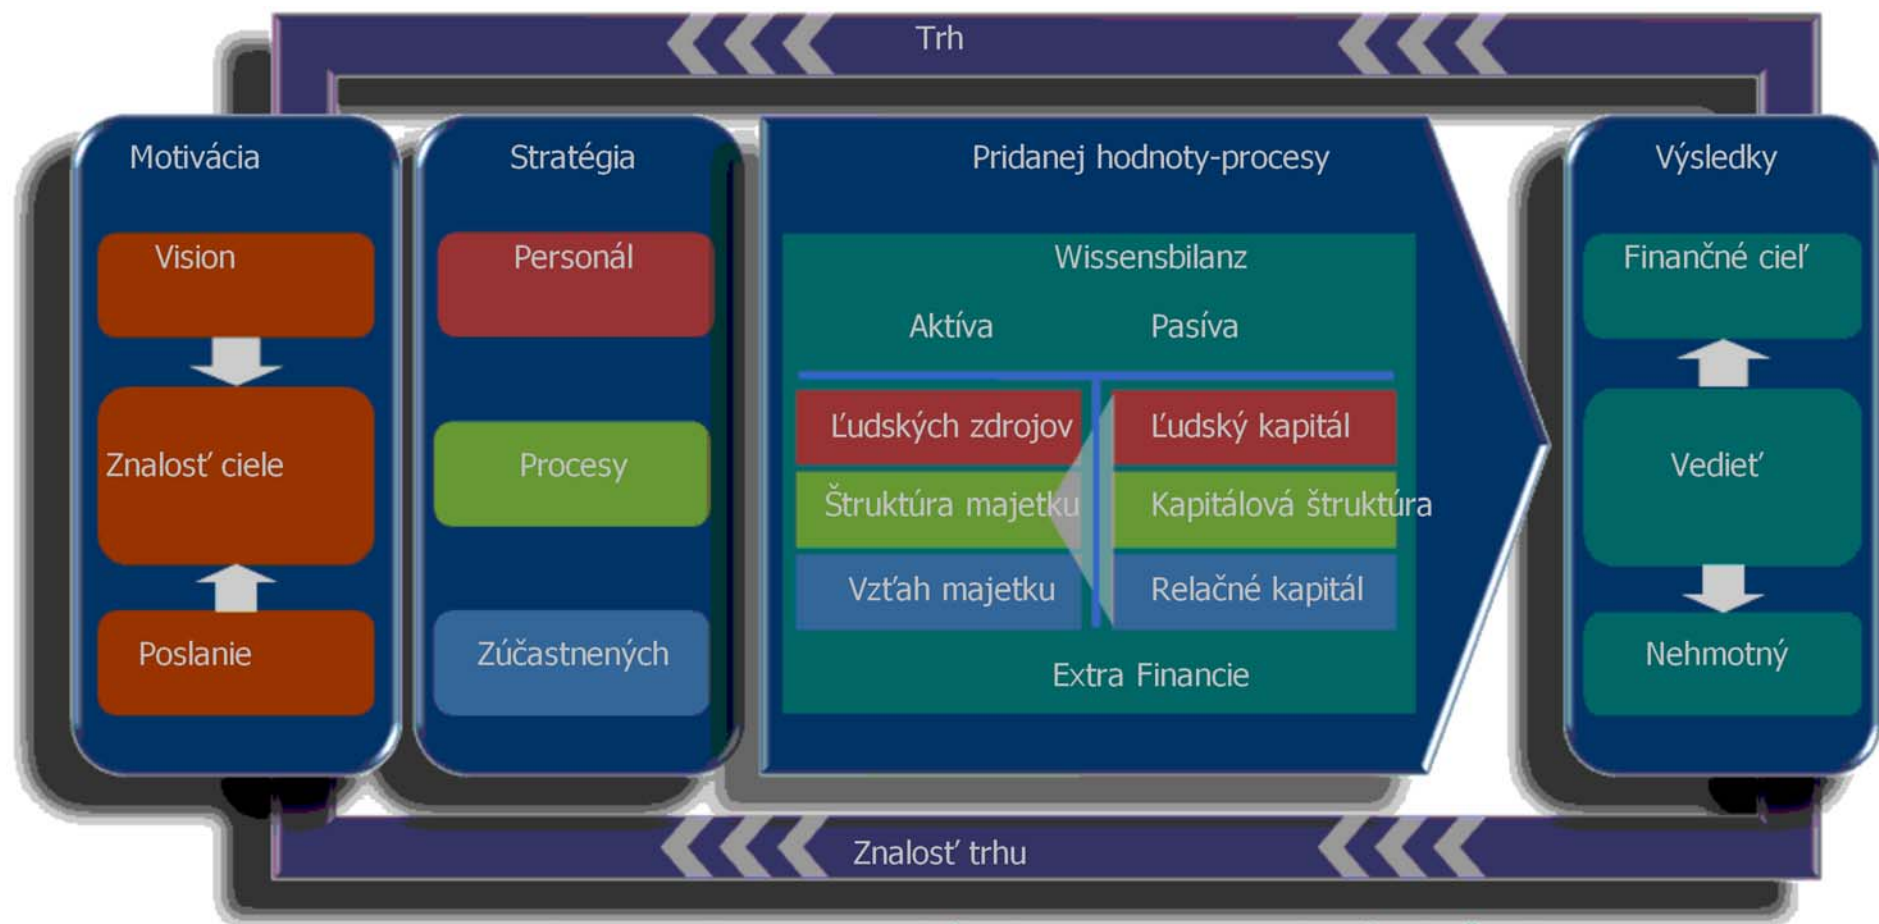 Trh
Motivácia
Vision
Znalosť ciele
Poslanie
Stratégia
Personál
Procesy
Zúčastnených
Pridanej hodnoty-procesy
Wissensbilanz
Aktíva
Pasíva
Ľudských zdrojov
Ľudský kapitál
Štruktúra majetku
Kapitálová štruktúra
Vzťah majetku
Relačné kapitál
Extra Financie
Výsledky
Finančné cieľ
Vedieť
Nehmotný
Znalosť trhu